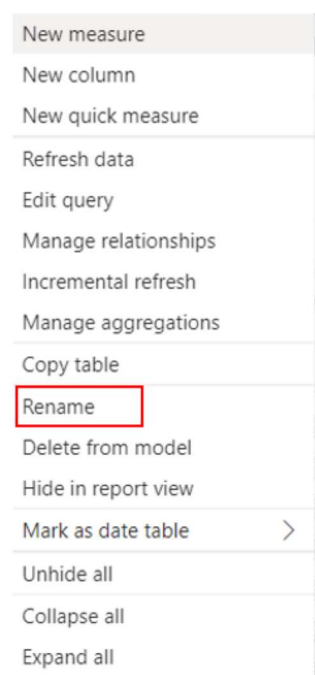 New measure
New column
New quick measure
Refresh data
Edit query
Manage relationships
Incremental refresh
Manage aggregations
Copy table
Rename
Delete from model
Hide in report view
Mark as date table
Unhide all
Collapse all
Expand all